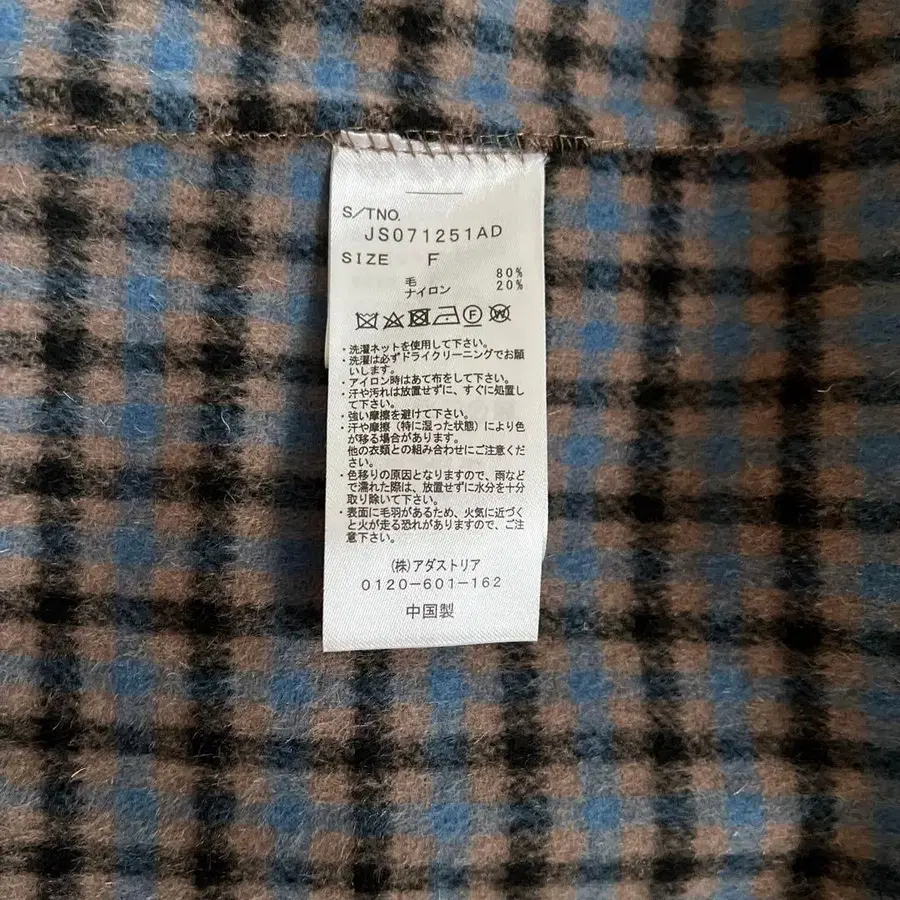 S/TNO.
JS071251AD
SIZE F
毛 80%
ナイロン 20%
F
W
・洗濯ネットを使用して下さい。
・洗濯は必ずドライクリーニングでお願
いします。
・アイロン時はあて布をして下さい。
・汗や汚れは放置せずに、すぐに処置し
て下さい。
・強い摩擦を避けて下さい。
・汗や摩擦（特に湿った状態）により色
が移る場合があります。
他の衣類との組み合わせにご注意くだ
さい。
・色移りの原因となりますので、雨など
で濡れた際は、放置せずに水分を十分
取り除いて下さい。
・表面に毛羽があるため、火気に近づく
と火が走る恐れがありますので、ご注
意下さい。
(株)アダストリア
0120-601-162
中国製